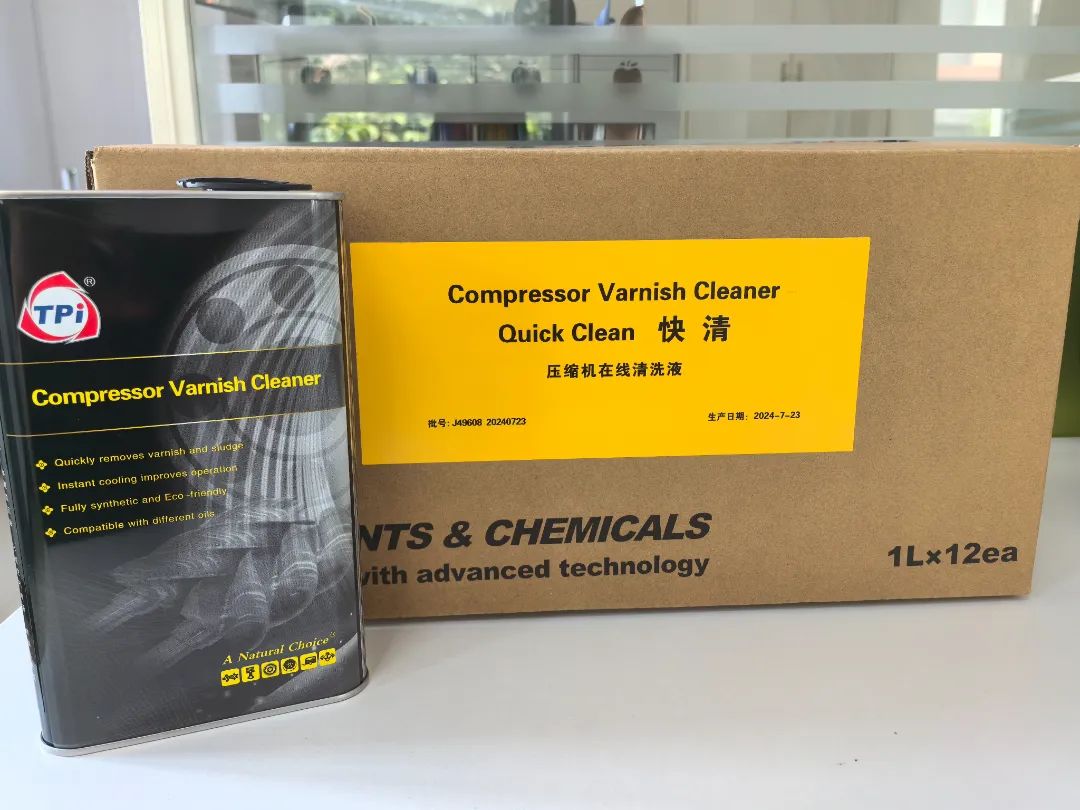 TPi®
Compressor Varnish Cleaner
Quickly removes varnish and sludge
Instant cooling improves operation
Fully synthetic and Eco-friendly
Compatible with different oils
A Natural Choice
Compressor Varnish Cleaner
Quick Clean 快清
压缩机在线清洗液
批号: J49608 20240723
生产日期: 2024-7-23
NTS & CHEMICALS
with advanced technology
1L×12ea